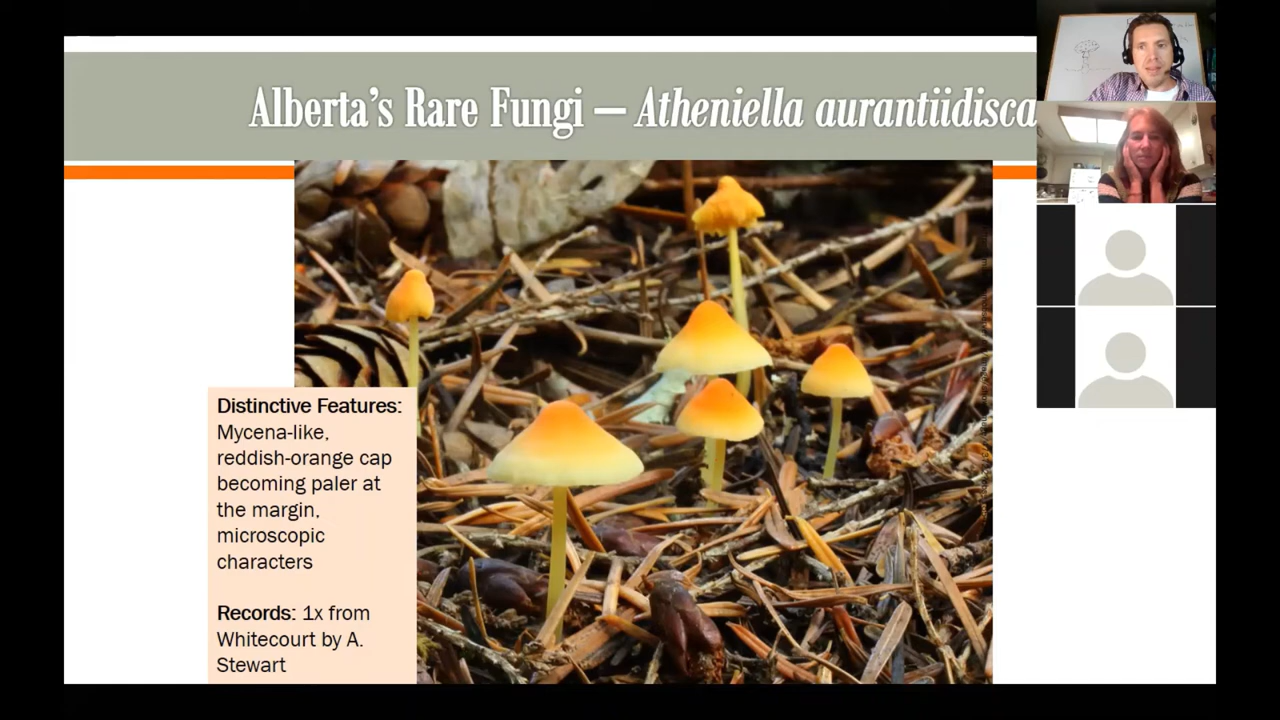 Alberta's Rare Fungi – Atheniella aurantiidisca
Distinctive Features:
Mycena-like,
reddish-orange cap
becoming paler at
the margin,
microscopic
characters
Records: 1x from
Whitecourt by A.
Stewart